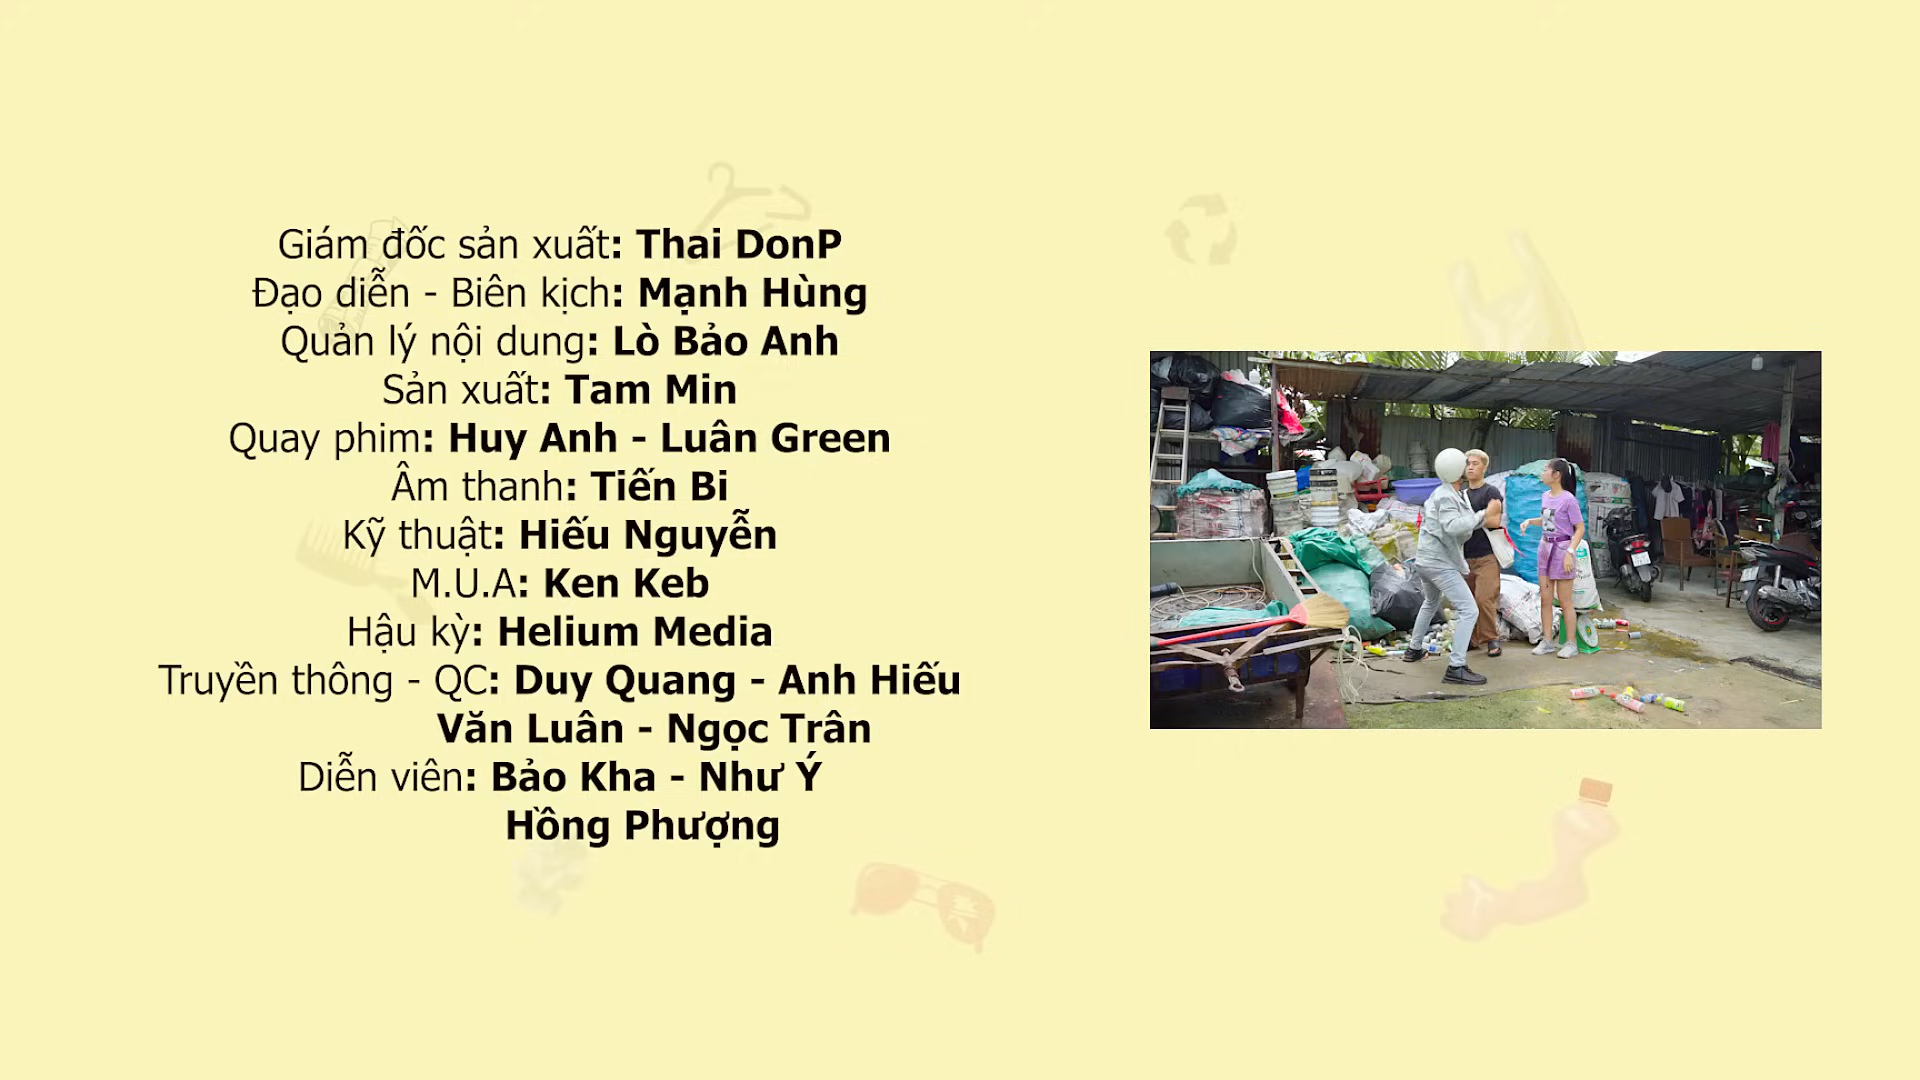 Giám đốc sản xuất: Thai DonP
Đạo diễn - Biên kịch: Mạnh Hùng
Quản lý nội dung: Lò Bảo Anh
Sản xuất: Tam Min
Quay phim: Huy Anh - Luân Green
Âm thanh: Tiến Bi
Kỹ thuật: Hiếu Nguyễn
M.U.A: Ken Keb
Hậu kỳ: Helium Media
Truyền thông - QC: Duy Quang - Anh Hiếu
Văn Luân - Ngọc Trân
Diễn viên: Bảo Kha - Như Ý
Hồng Phượng